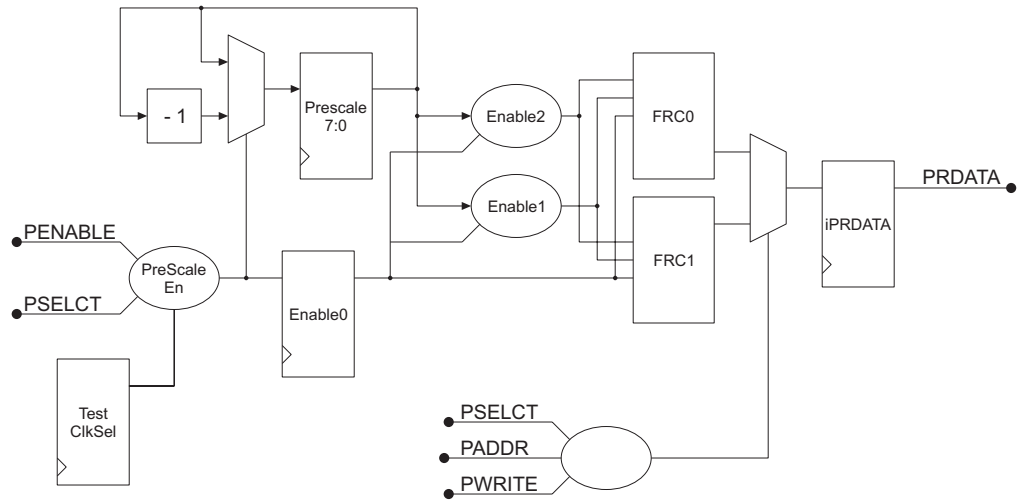 - 1
Prescale
7:0
Enable2
FRC0
Enable1
FRC1
PRDATA
iPRDATA
PENABLE
PreScale
En
PSELCT
Enable0
Test
ClkSel
PSELCT
PADDR
PWRITE